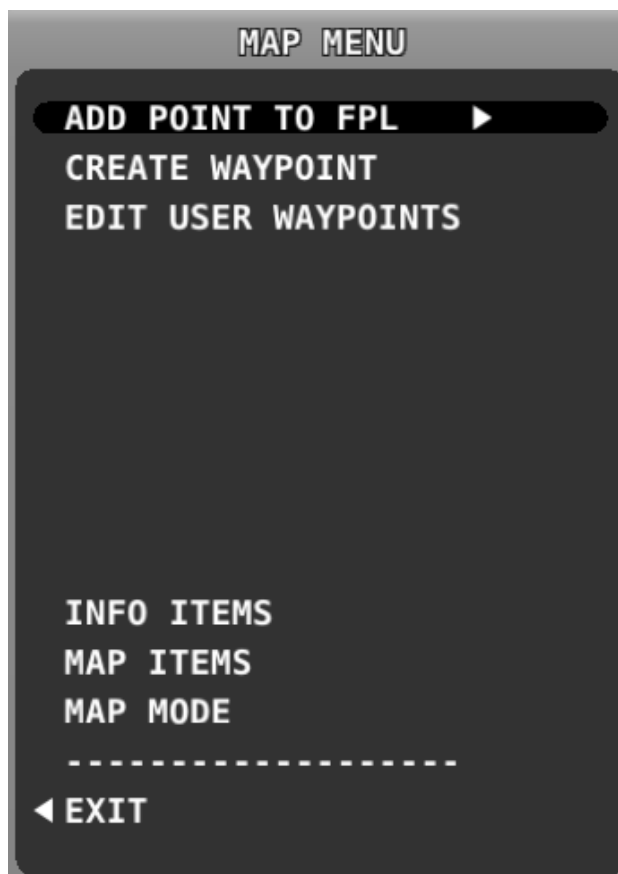 MAP MENU
ADD POINT TO FPL ▶
CREATE WAYPOINT
EDIT USER WAYPOINTS
INFO ITEMS
MAP ITEMS
MAP MODE
-------------------
◀ EXIT